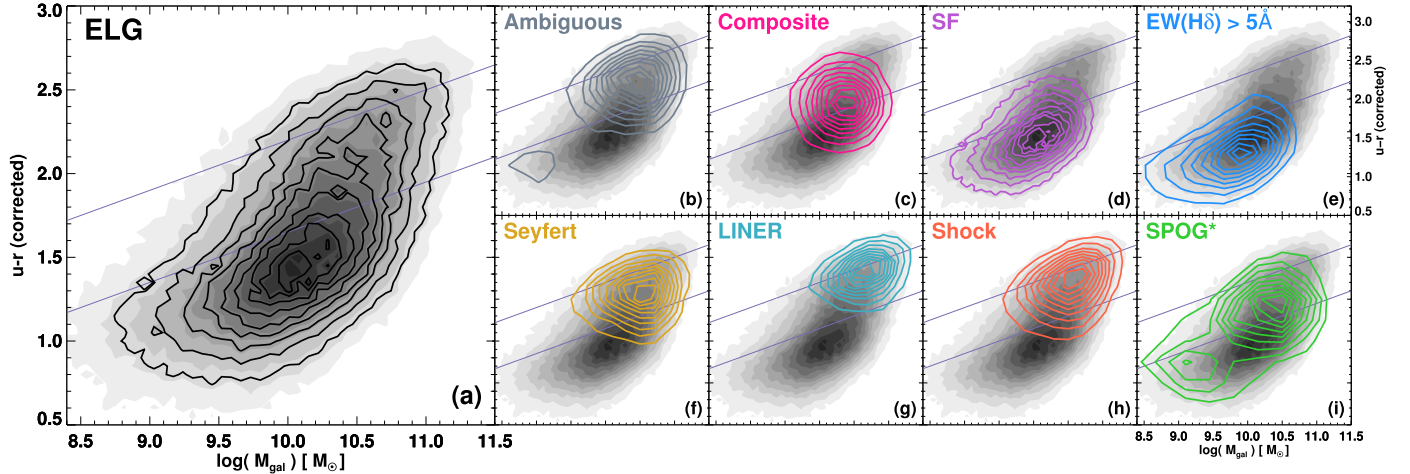 ELG
(a)
3.0
2.5
2.0
1.5
1.0
0.5
u-r (corrected)
8.5 9.0 9.5 10.0 10.5 11.0 11.5
log( M_gal ) [ M_⊙ ]
Ambiguous
(b)
Composite
(c)
SF
(d)
EW(Hδ) > 5Å
(e)
3.0
2.5
2.0
1.5
1.0
0.5
u-r (corrected)
Seyfert
(f)
LINER
(g)
Shock
(h)
SPOG*
(i)
8.5 9.0 9.5 10.0 10.5 11.0 11.5
log( M_gal ) [ M_⊙ ]